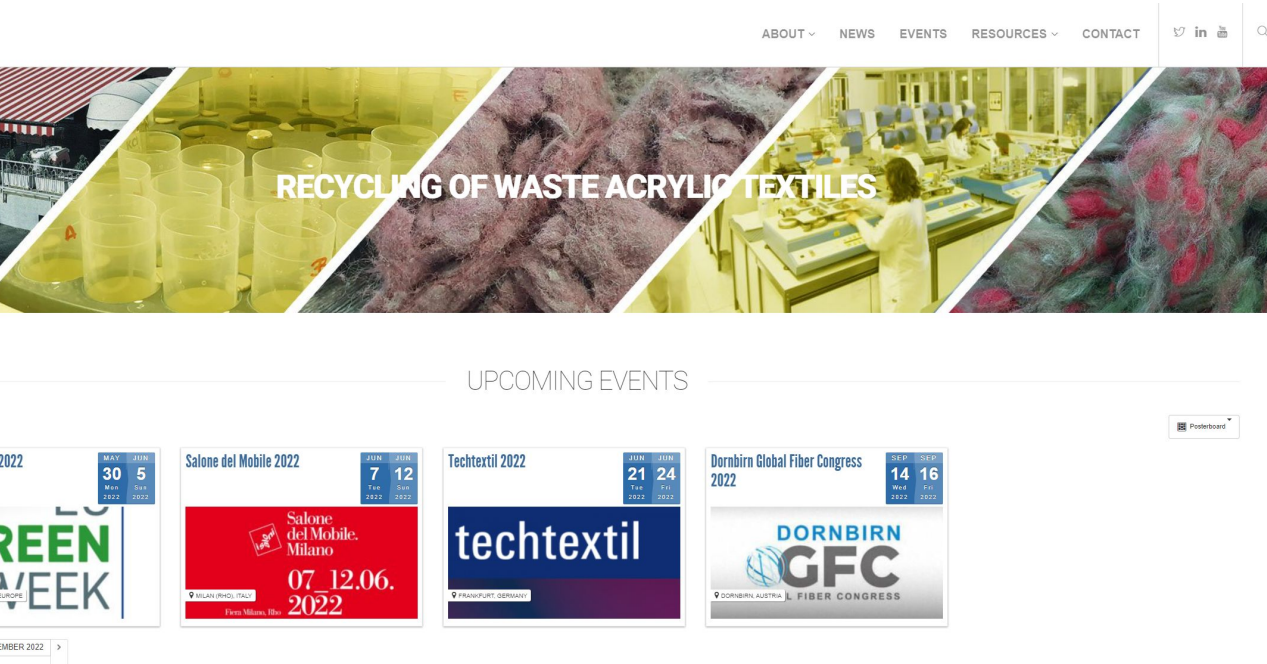 ABOUT
NEWS
EVENTS
RESOURCES
CONTACT
RECYCLING OF WASTE ACRYLIC TEXTILES
UPCOMING EVENTS
Posterboard
2022
MAY JUN
30 5
Mon Sun
2022 2022
REEN
WEEK
EUROPE
Salone del Mobile 2022
JUN JUN
7 12
Tue Sun
2022 2022
Salone
del Mobile.
Milano
07_12.06.
2022
Fiera Milano, Rho
MILAN (RHO), ITALY
Techtextil 2022
JUN JUN
21 24
Tue Fri
2022 2022
techtextil
FRANKFURT, GERMANY
Dornbirn Global Fiber Congress
2022
SEP SEP
14 16
Wed Fri
2022 2022
DORNBIRN
GFC
L FIBER CONGRESS
DORNBIRN, AUSTRIA
EMBER 2022